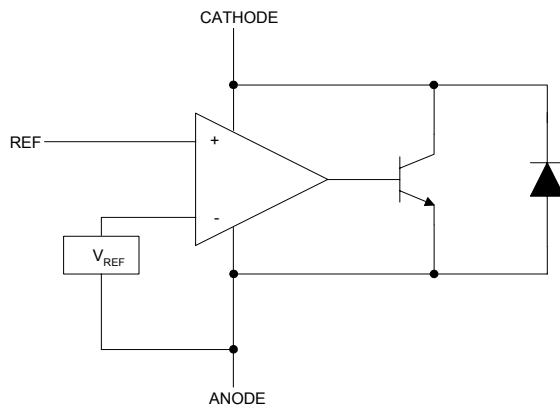 CATHODE
REF
+
-
VREF
ANODE